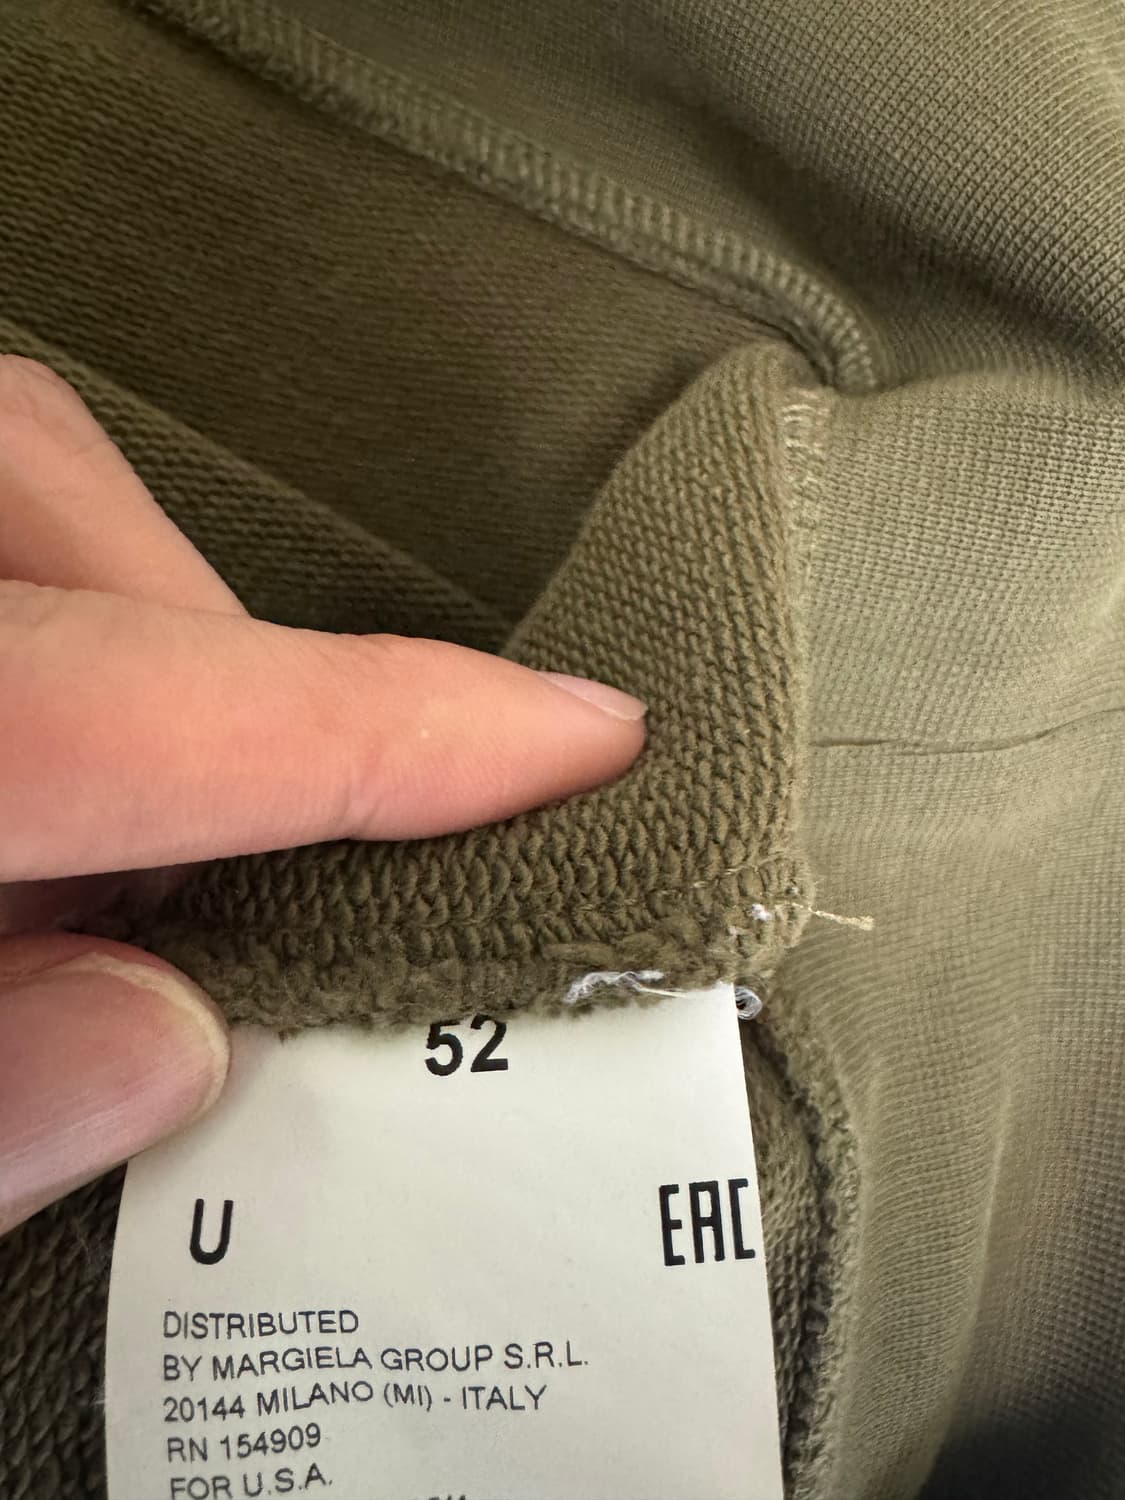 52
U EAC
DISTRIBUTED
BY MARGIELA GROUP S.R.L.
20144 MILANO (MI) - ITALY
RN 154909
FOR U.S.A.